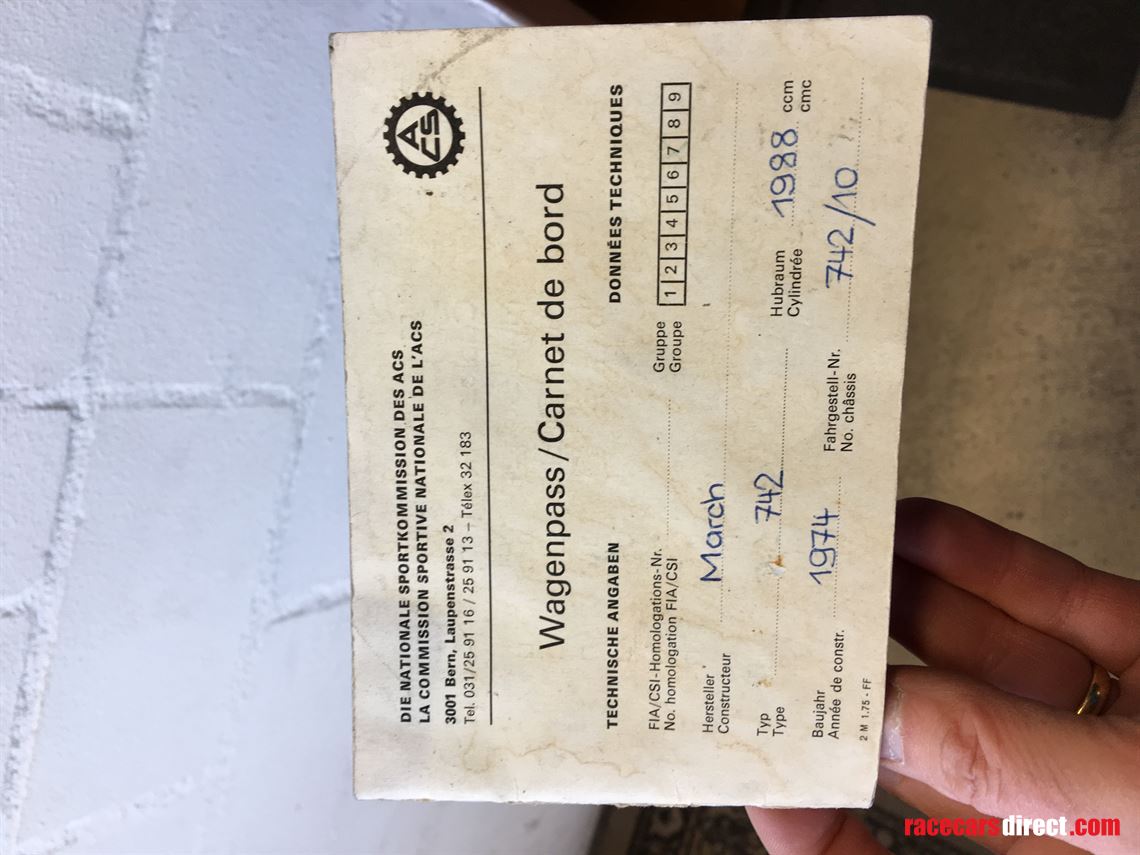 ACS
DIE NATIONALE SPORTKOMMISSION DES ACS
LA COMMISSION SPORTIVE NATIONALE DE L'ACS
3001 Bern, Laupenstrasse 2
Tel. 031/25 91 16 / 25 91 13 – Télex 32 183
Wagenpass/Carnet de bord
TECHNISCHE ANGABEN DONNÉES TECHNIQUES
FIA/CSI-Homologations-Nr. Gruppe 1 2 3 4 5 6 7 8 9
No. homologation FIA/CSI Groupe
Hersteller March
Constructeur
Typ 742 Hubraum 1988 ccm
Type Cylindrée cmc
Baujahr 1974 Fahrgestell-Nr. 742/10
Année de constr. No. châssis
2 M 1.75 - FF
racecarsdirect.com